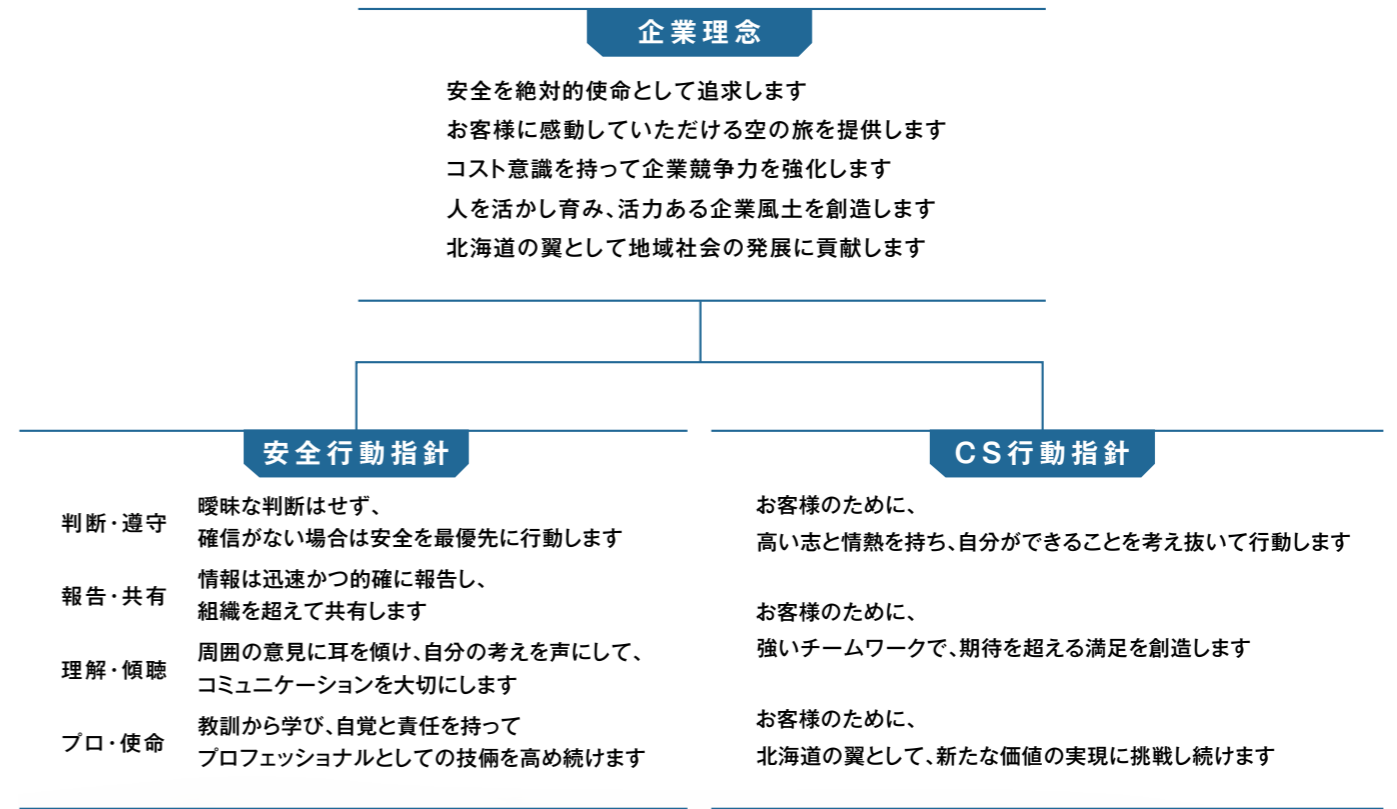 企業理念
安全を絶対的使命として追求します
お客様に感動していただける空の旅を提供します
コスト意識を持って企業競争力を強化します
人を活かし育み、活力ある企業風土を創造します
北海道の翼として地域社会の発展に貢献します
安全行動指針
判断・遵守
曖昧な判断はせず、
確信がない場合は安全を最優先に行動します
報告・共有
情報は迅速かつ的確に報告し、
組織を超えて共有します
理解・傾聴
周囲の意見に耳を傾け、自分の考えを声にして、
コミュニケーションを大切にします
プロ・使命
教訓から学び、自覚と責任を持って
プロフェッショナルとしての技倆を高め続けます
CS行動指針
お客様のために、
高い志と情熱を持ち、自分ができることを考え抜いて行動します
お客様のために、
強いチームワークで、期待を超える満足を創造します
お客様のために、
北海道の翼として、新たな価値の実現に挑戦し続けます